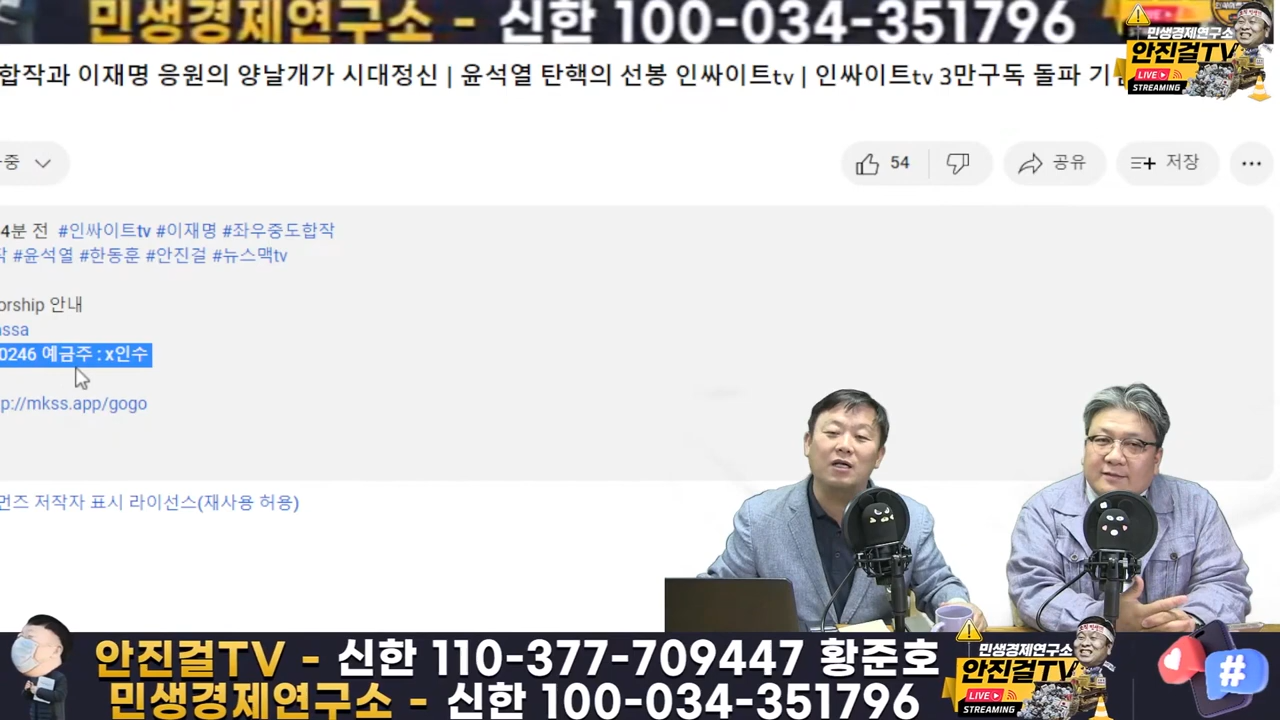 민생경제연구소 - 신한 100-034-351796
민생경제연구소
안진걸TV
LIVE
STREAMING
합작과 이재명 응원의 양날개가 시대정신 | 윤석열 탄핵의 선봉 인싸이트tv | 인싸이트tv 3만구독 돌파
중
54
공유
저장
4분 전 #인싸이트tv #이재명 #좌우중도합작
#윤석열 #한동훈 #안진걸 #뉴스맥tv
orship 안내
assa
0246 예금주 : x인수
p://mkss.app/gogo
먼즈 저작자 표시 라이선스(재사용 허용)
안진걸TV - 신한 110-377-709447 황준호
민생경제연구소 - 신한 100-034-351796
민생경제연구소
안진걸TV
LIVE
STREAMING
#